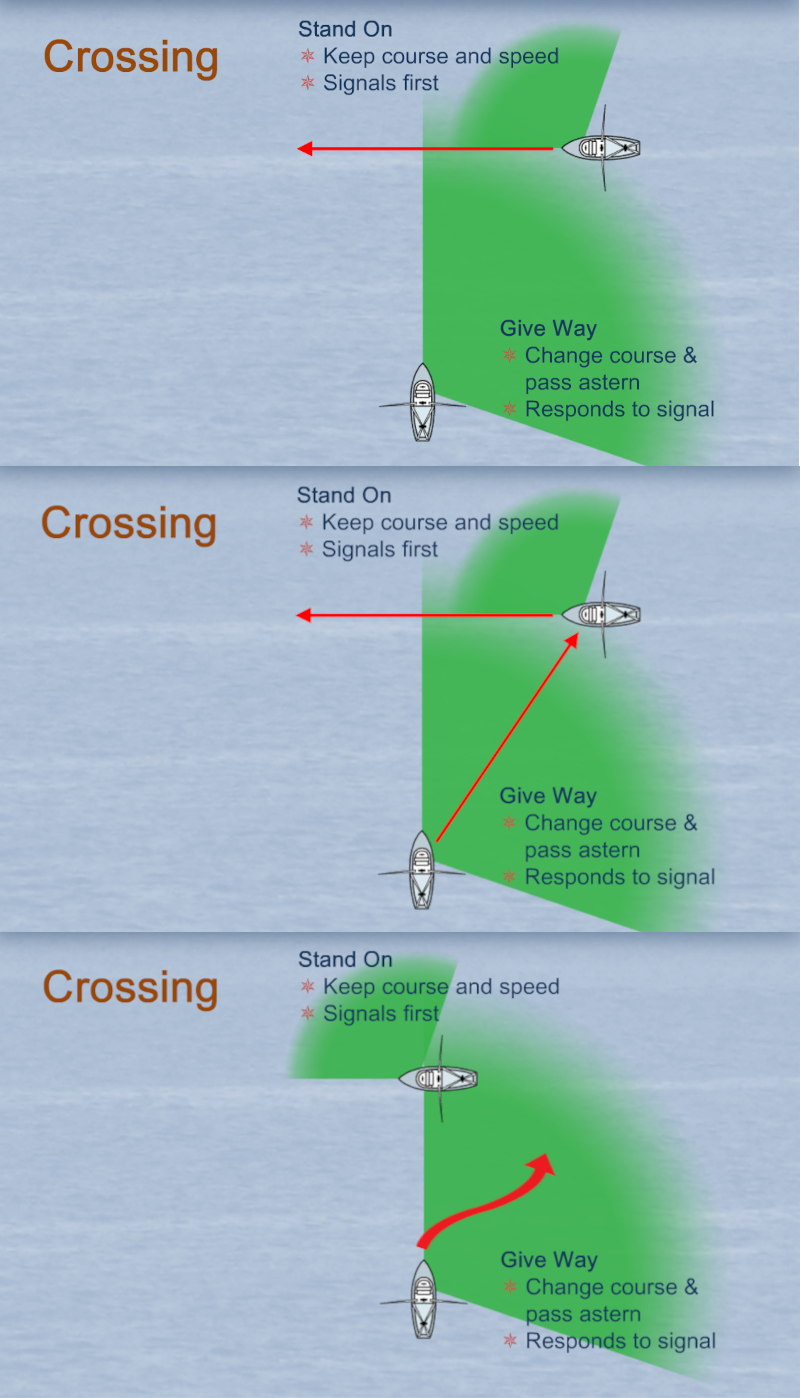 Crossing
Stand On
✶ Keep course and speed
✶ Signals first
Give Way
✶ Change course &
pass astern
✶ Responds to signal
Crossing
Stand On
✶ Keep course and speed
✶ Signals first
Give Way
✶ Change course &
pass astern
✶ Responds to signal
Crossing
Stand On
✶ Keep course and speed
✶ Signals first
Give Way
✶ Change course &
pass astern
✶ Responds to signal